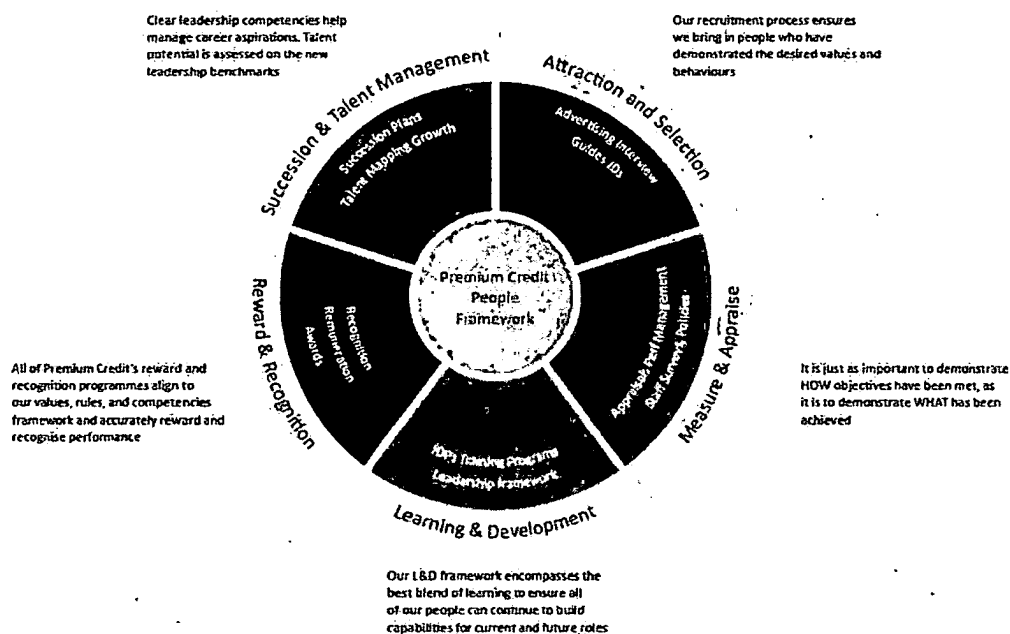 Clear leadership competencies help
manage career aspirations. Talent
potential is assessed on the new
leadership benchmarks
Our recruitment process ensures
we bring in people who have
demonstrated the desired values and
behaviours
Succession & Talent Management
Attraction and Selection
Succession Plans
Talent Mapping Growth
Advertising Interview
Guides JDs
Premium Credit
People
Framework
Reward & Recognition
Recognition
Remuneration
Awards
Measure & Appraise
Appraisals Perf Management
Staff Surveys, Policies
All of Premium Credit's reward and
recognition programmes align to
our values, rules, and competencies
framework and accurately reward and
recognise performance
It is just as important to demonstrate
HOW objectives have been met, as
it is to demonstrate WHAT has been
achieved
IDPs Training Programs
Leadership framework
Learning & Development
Our L&D framework encompasses the
best blend of learning to ensure all
of our people can continue to build
capabilities for current and future roles